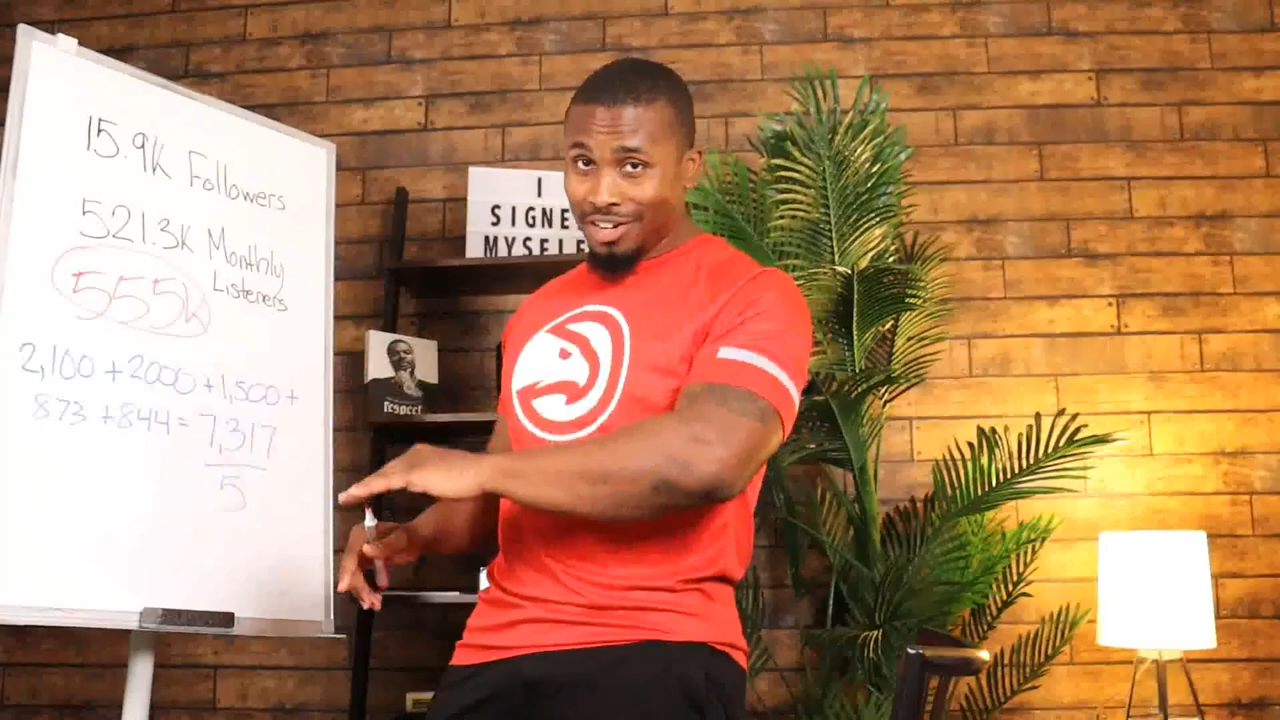 15.9K Followers
521.3K Monthly
Listeners
555K
2,100 + 2000 + 1,500 +
873 + 844 = 7,317
5
I
SIGNE
MYSELF
respect